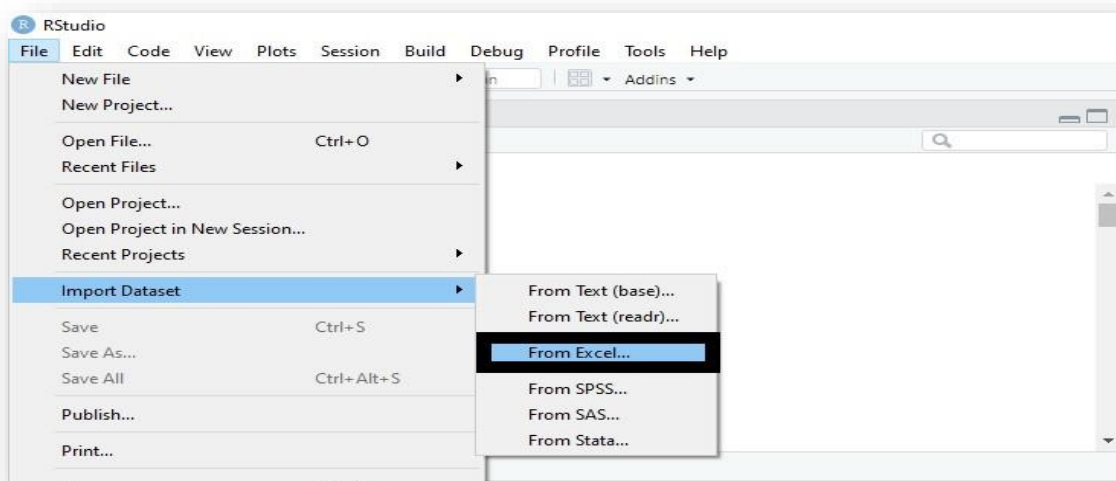 RStudio
File Edit Code View Plots Session Build Debug Profile Tools Help
New File
in Addins
New Project...
Open File... Ctrl+O
Recent Files
Open Project...
Open Project in New Session...
Recent Projects
Import Dataset
From Text (base)...
From Text (readr)...
From Excel...
From SPSS...
From SAS...
From Stata...
Save Ctrl+S
Save As...
Save All Ctrl+Alt+S
Publish...
Print...